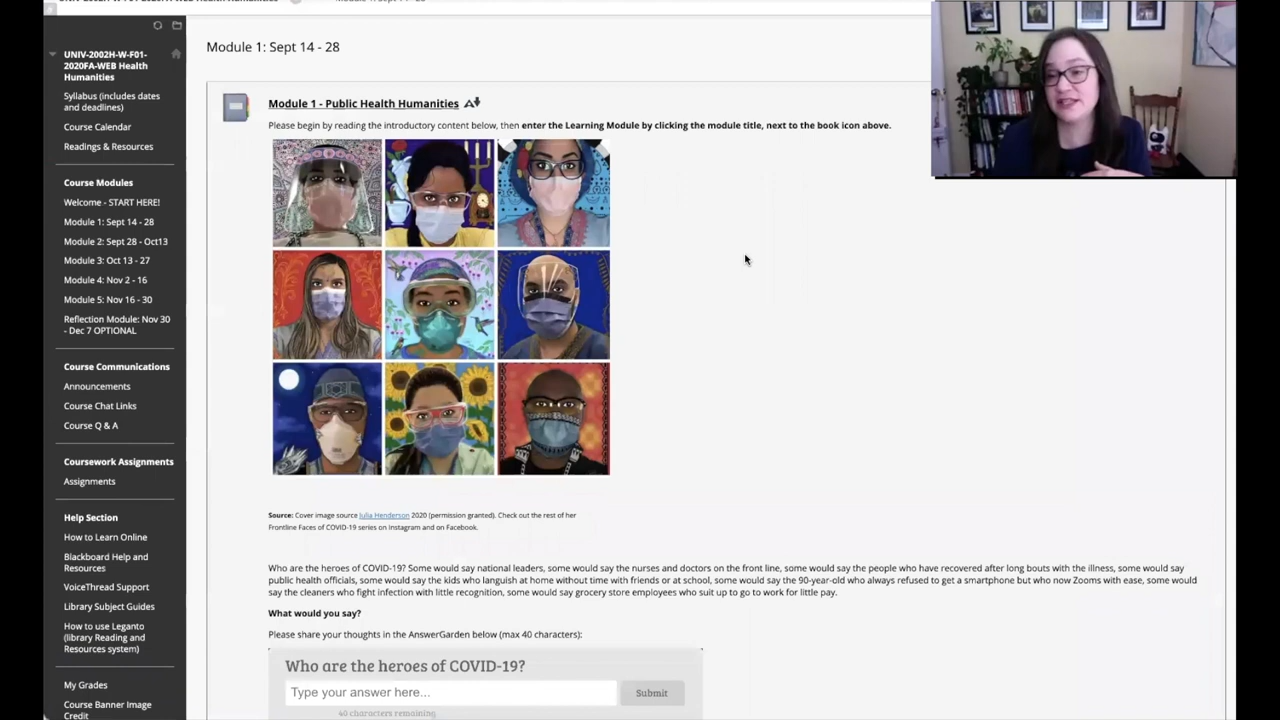 Module 1: Sept 14 - 28
UNIV-2002H-W-F01-
2020FA-WEB Health
Humanities
Syllabus (includes dates
and deadlines)
Course Calendar
Readings & Resources
Course Modules
Welcome - START HERE!
Module 1: Sept 14 - 28
Module 2: Sept 28 - Oct13
Module 3: Oct 13 - 27
Module 4: Nov 2 - 16
Module 5: Nov 16 - 30
Reflection Module: Nov 30
- Dec 7 OPTIONAL
Course Communications
Announcements
Course Chat Links
Course Q & A
Coursework Assignments
Assignments
Help Section
How to Learn Online
Blackboard Help and
Resources
VoiceThread Support
Library Subject Guides
How to use Leganto
(library Reading and
Resources system)
My Grades
Course Banner Image
Credit
Module 1 - Public Health Humanities
Please begin by reading the introductory content below, then enter the Learning Module by clicking the module title, next to the book icon above.
Source: Cover image source Julia Henderson 2020 (permission granted). Check out the rest of her
Frontline Faces of COVID-19 series on Instagram and on Facebook.
Who are the heroes of COVID-19? Some would say national leaders, some would say the nurses and doctors on the front line, some would say the people who have recovered after long bouts with the illness, some would say
public health officials, some would say the kids who languish at home without time with friends or at school, some would say the 90-year-old who always refused to get a smartphone but who now Zooms with ease, some would
say the cleaners who fight infection with little recognition, some would say grocery store employees who suit up to go to work for little pay.
What would you say?
Please share your thoughts in the AnswerGarden below (max 40 characters):
Who are the heroes of COVID-19?
Type your answer here...
Submit
40 characters remaining